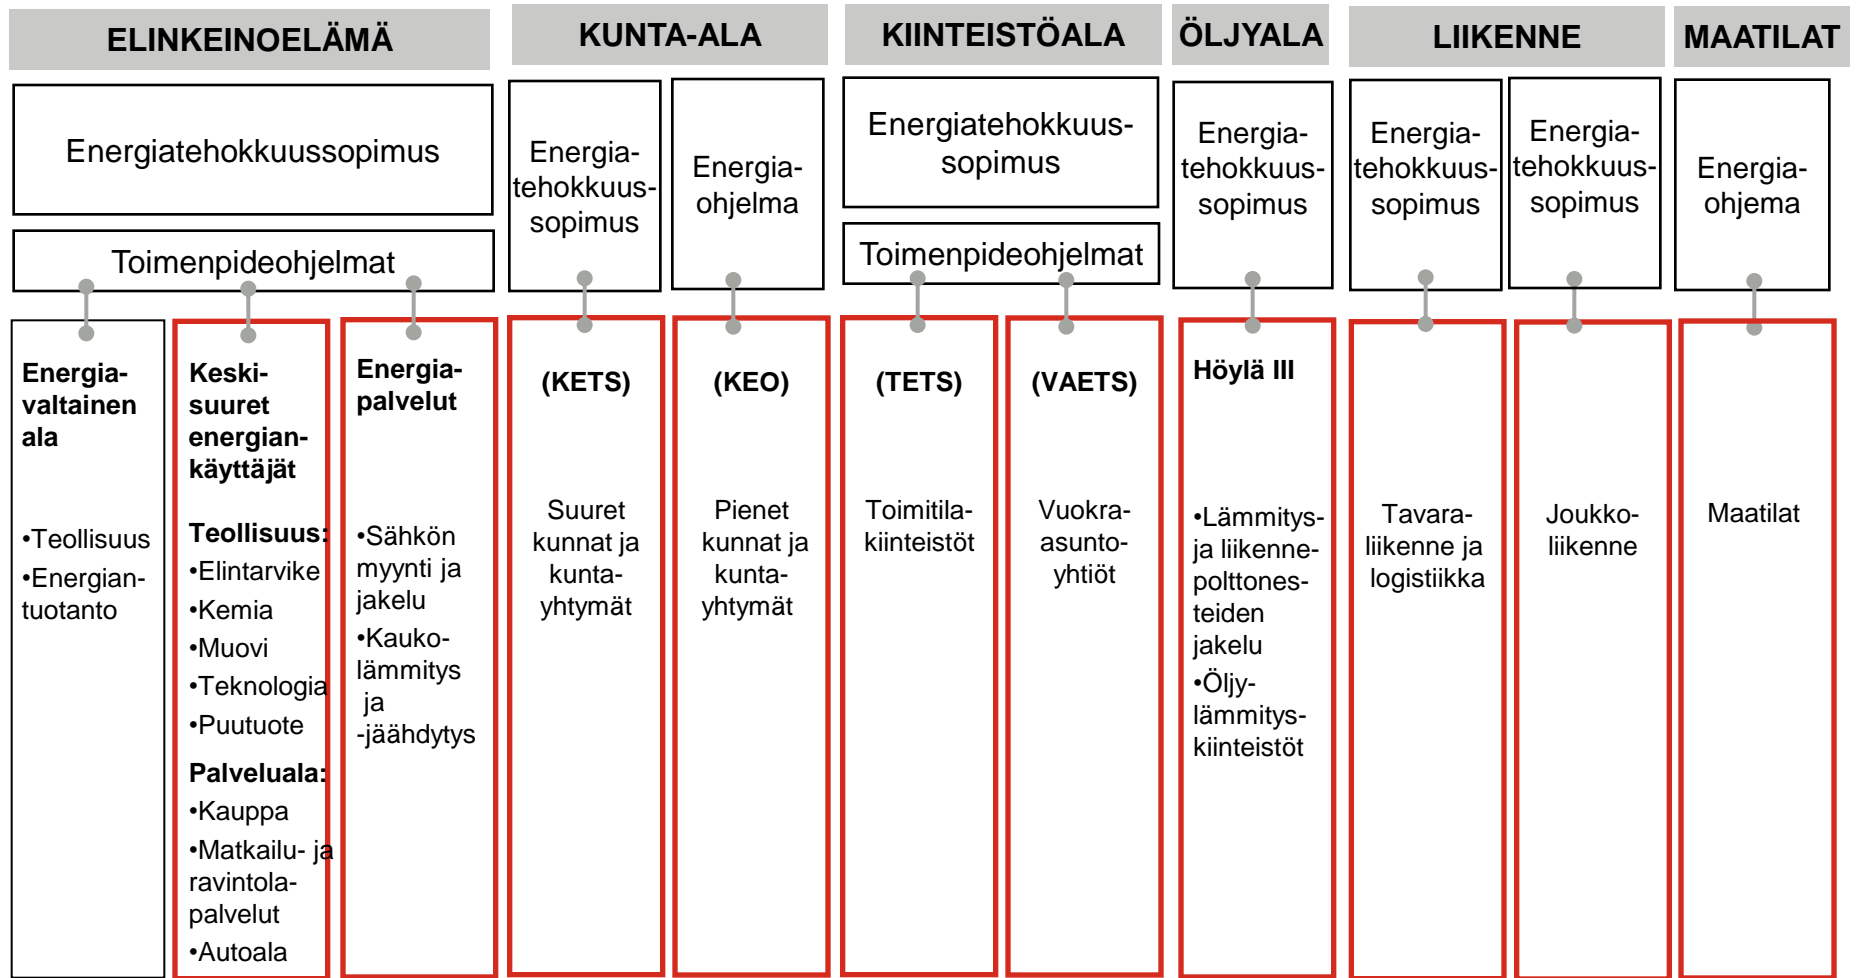 ELINKEINOELÄMÄ
KUNTA-ALA
KIINTEISTÖALA
ÖLJYALA
LIIKENNE
MAATILAT
Energiatehokkuussopimus
Toimenpideohjelmat
Energia-
tehokkuus-
sopimus
Energia-
ohjelma
Energiatehokkuus-
sopimus
Toimenpideohjelmat
Energia-
tehokkuus-
sopimus
Energia-
tehokkuus-
sopimus
Energia-
tehokkuus-
sopimus
Energia-
ohjema
Energia-
valtainen
ala
•Teollisuus
•Energian-
tuotanto
Keski-
suuret
energian-
käyttäjät
Teollisuus:
•Elintarvike
•Kemia
•Muovi
•Teknologia
•Puutuote
Palveluala:
•Kauppa
•Matkailu- ja
ravintola-
palvelut
•Autoala
Energia-
palvelut
•Sähkön
myynti ja
jakelu
•Kauko-
lämmitys
ja
-jäähdytys
(KETS)
Suuret
kunnat ja
kunta-
yhtymät
(KEO)
Pienet
kunnat ja
kunta-
yhtymät
(TETS)
Toimitila-
kiinteistöt
(VAETS)
Vuokra-
asunto-
yhtiöt
Höylä III
•Lämmitys-
ja liikenne-
polttones-
teiden
jakelu
•Öljy-
lämmitys-
kiinteistöt
Tavara-
liikenne ja
logistiikka
Joukko-
liikenne
Maatilat